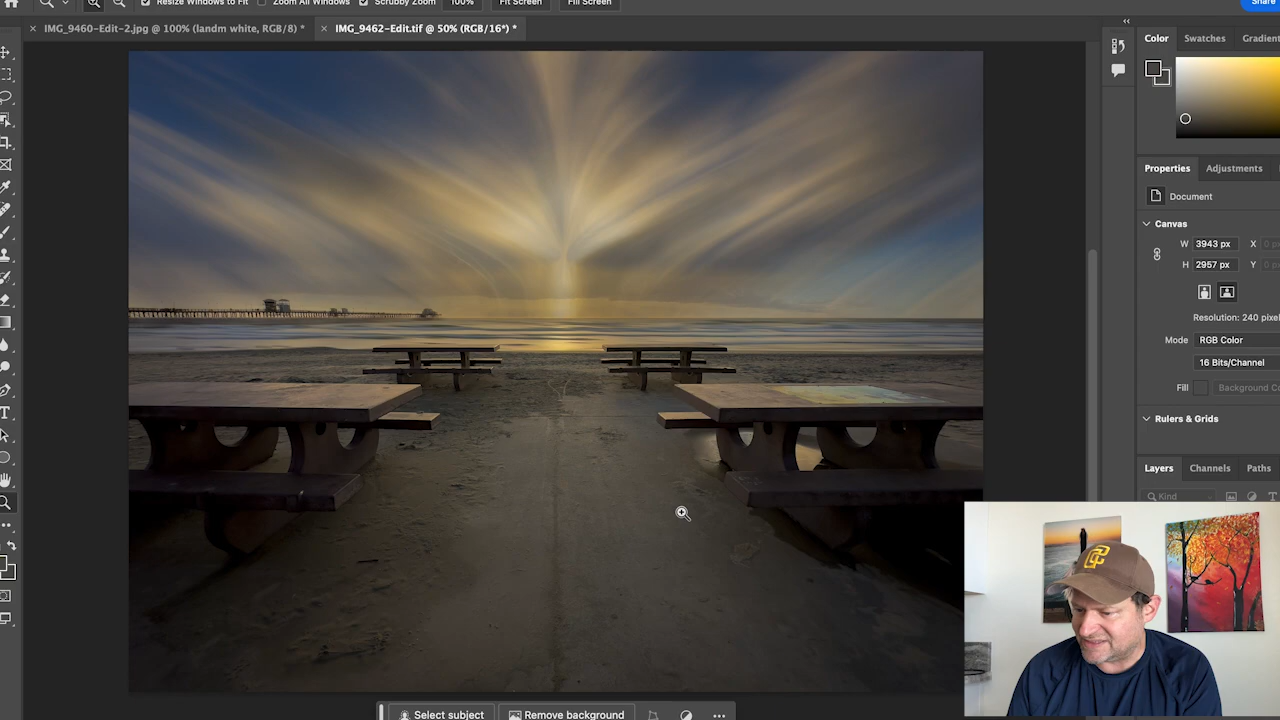 Resize Windows to Fit Zoom All Windows Scrubby Zoom 100% Fit Screen Fill Screen Share
IMG_9460-Edit-2.jpg @ 100% (landm white, RGB/8) *
IMG_9462-Edit.tif @ 50% (RGB/16*) *
Color Swatches Gradient
Properties Adjustments
Document
Canvas
W 3943 px X 0 p
H 2957 px Y 0 p
Resolution: 240 pixel
Mode RGB Color
16 Bits/Channel
Fill Background Co
Rulers & Grids
Layers Channels Paths
Kind
Select subject Remove background